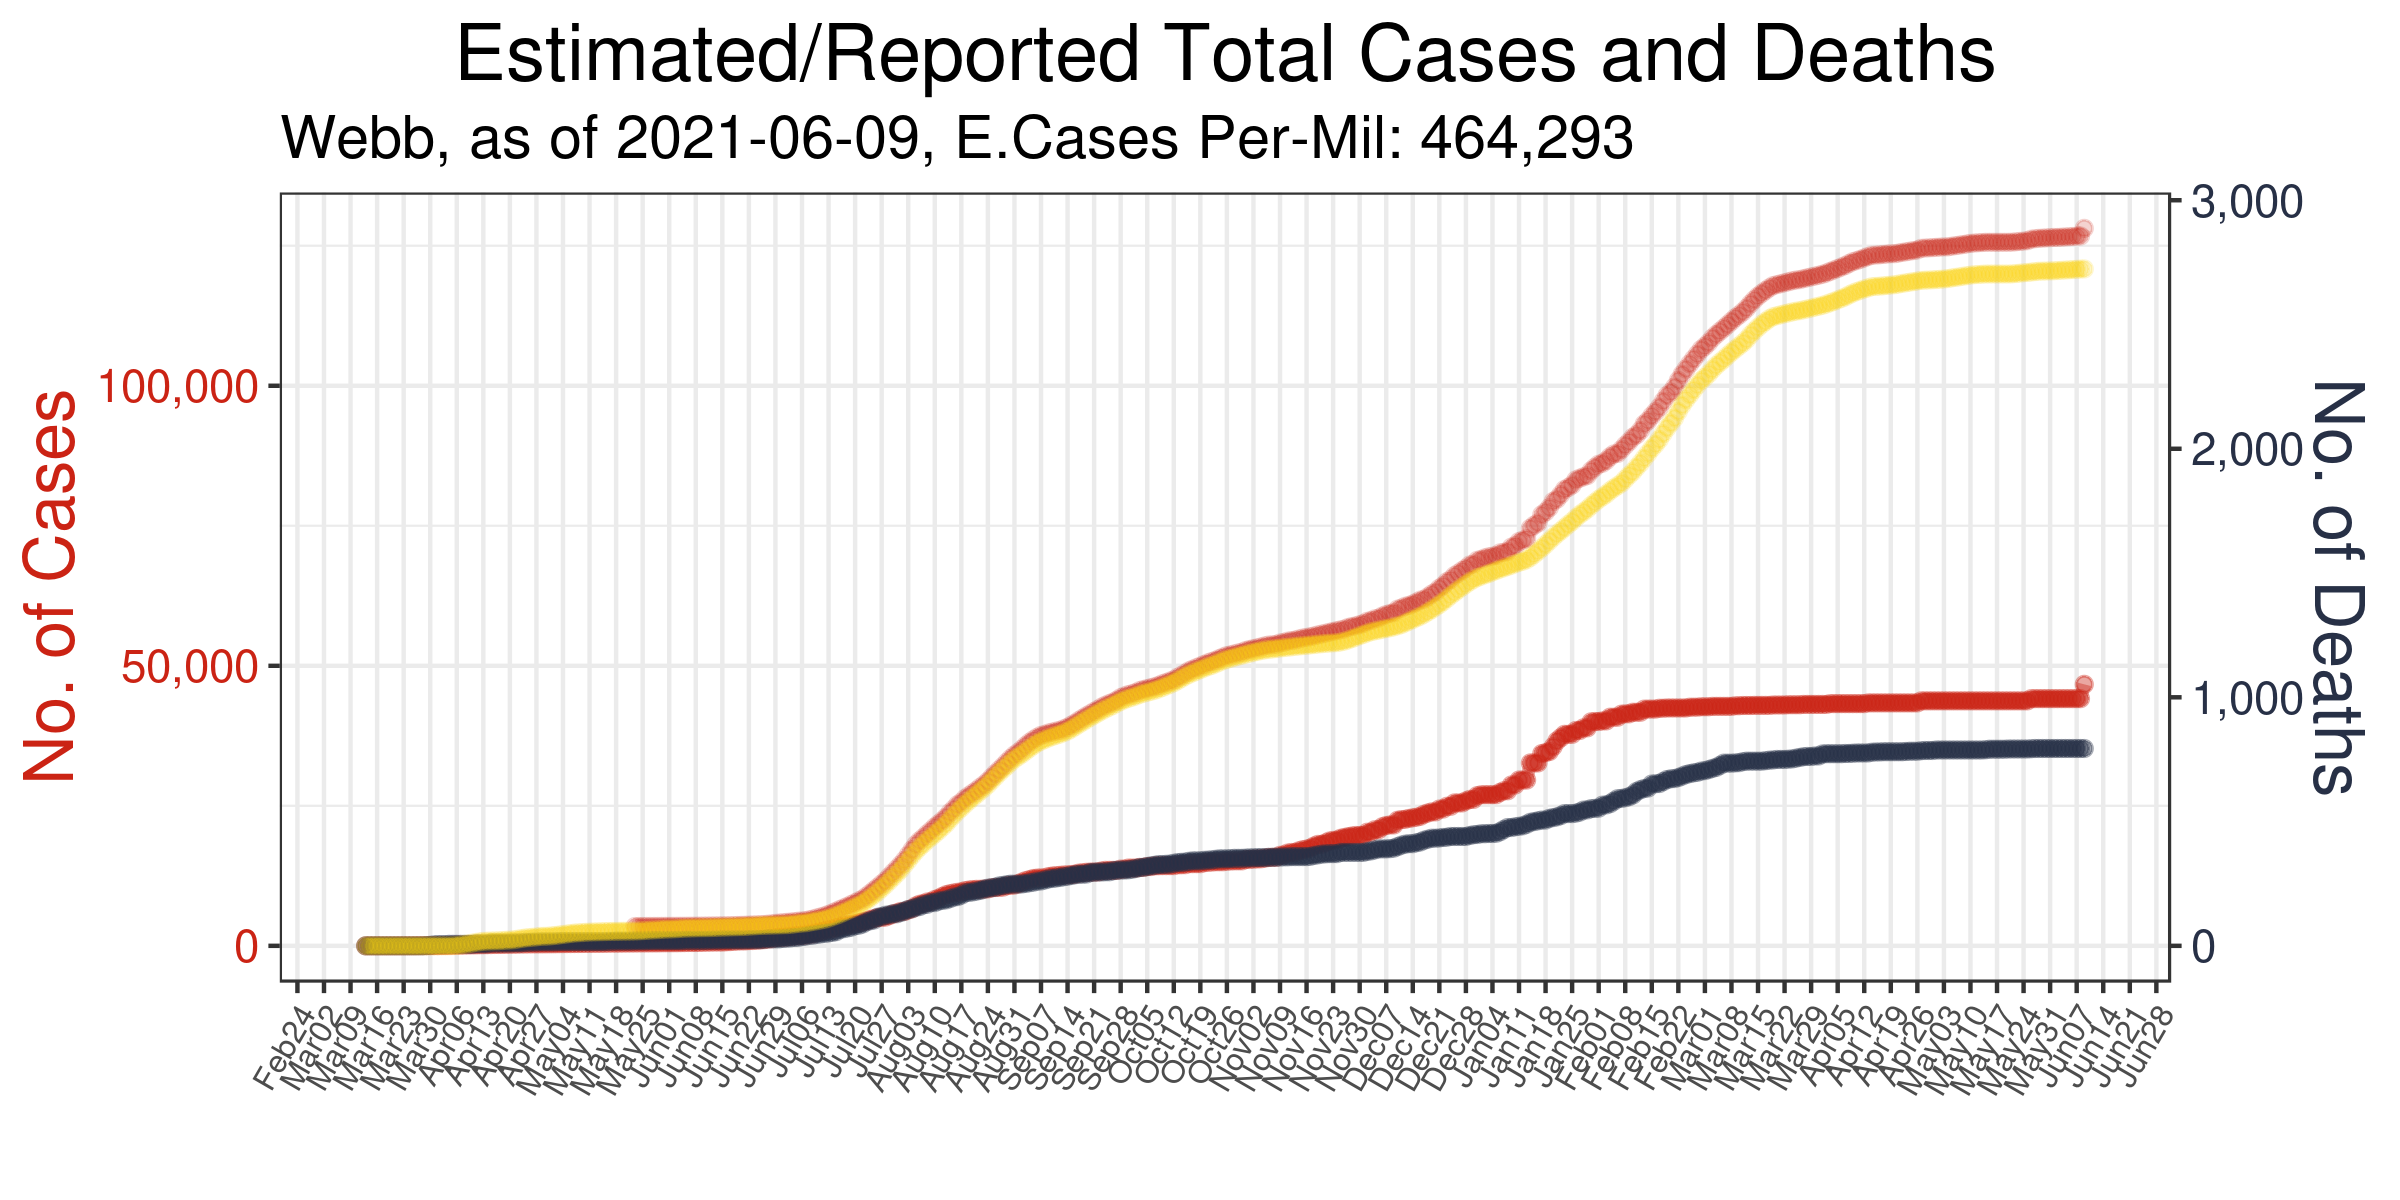 Estimated/Reported Total Cases and Deaths
Webb, as of 2021-06-09, E.Cases Per-Mil: 464,293
No. of Cases
100,000
50,000
0
3,000
2,000
1,000
0
No. of Deaths
Feb24
Mar02
Mar09
Mar16
Mar23
Mar30
Apr06
Apr13
Apr20
Apr27
May04
May11
May18
May25
Jun01
Jun08
Jun15
Jun22
Jun29
Jul06
Jul13
Jul20
Jul27
Aug03
Aug10
Aug17
Aug24
Aug31
Sep07
Sep14
Sep21
Sep28
Oct05
Oct12
Oct19
Oct26
Nov02
Nov09
Nov16
Nov23
Nov30
Dec07
Dec14
Dec21
Dec28
Jan04
Jan11
Jan18
Jan25
Feb01
Feb08
Feb15
Feb22
Mar01
Mar08
Mar15
Mar22
Mar29
Apr05
Apr12
Apr19
Apr26
May03
May10
May17
May24
May31
Jun07
Jun14
Jun21
Jun28